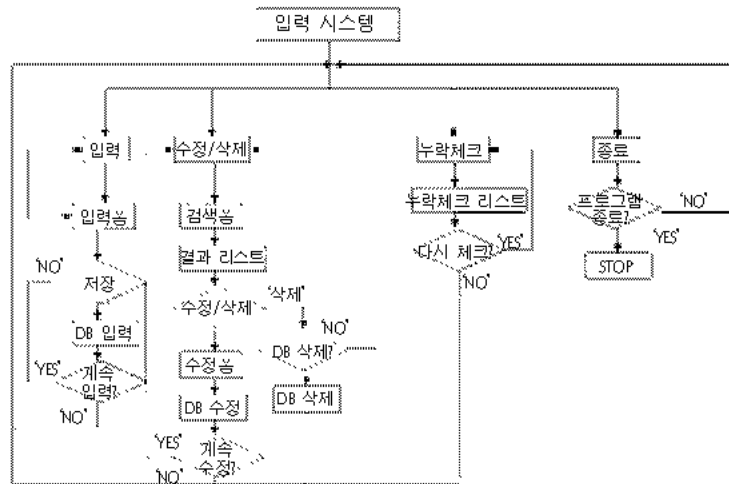 입력 시스템
입력
수정/삭제
누락체크
종료
입력폼
검색폼
누락체크 리스트
프로그램
종료?
'NO'
'YES'
STOP
'NO'
저장
결과 리스트
다시 체크?
'YES'
'NO'
수정/삭제
'삭제'
'NO'
DB 입력
DB 삭제?
'YES'
계속
입력?
수정폼
DB 삭제
'NO'
DB 수정
'YES'
계속
수정?
'NO'